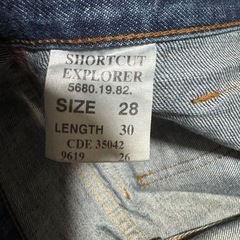 SHORTCUT
EXPLORER
5680.19.82.
SIZE 28
LENGTH 30
CDE 35042
9619 26